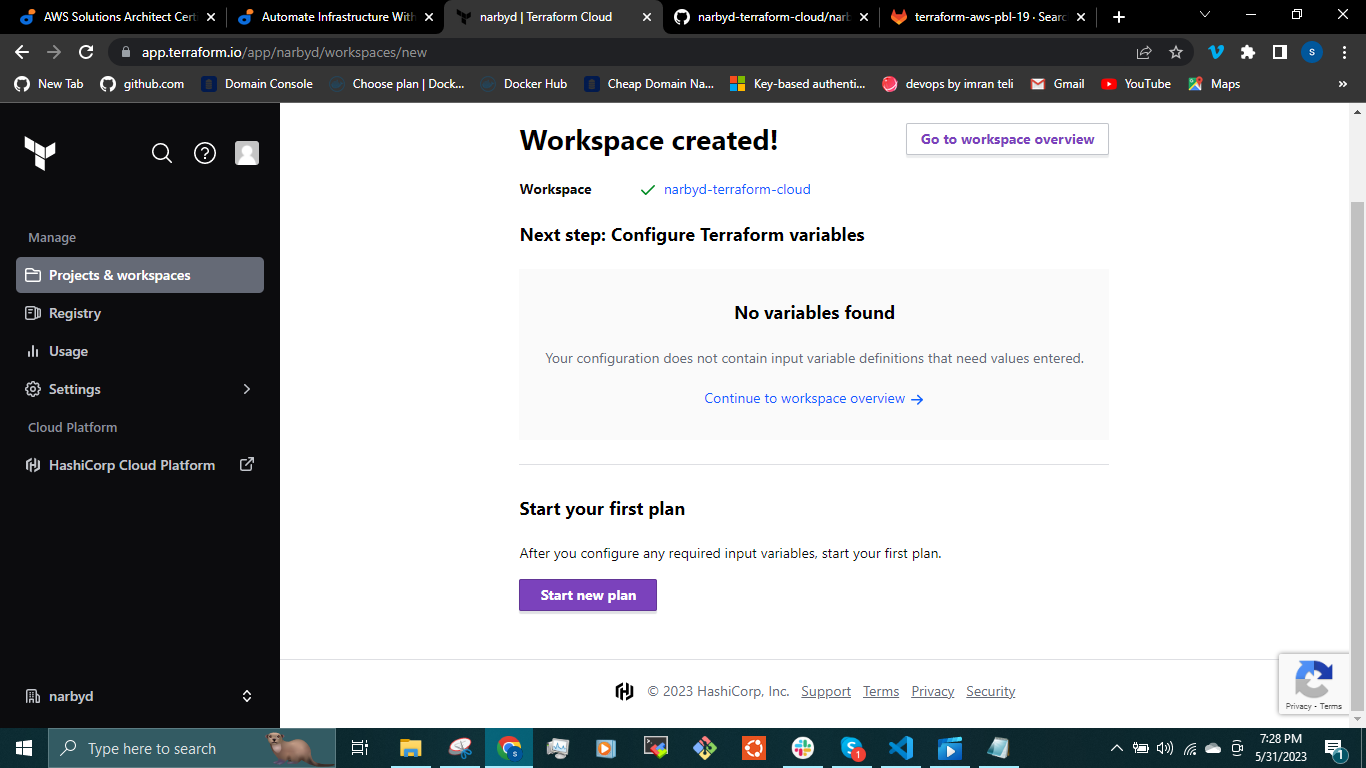 AWS Solutions Architect Cert
Automate Infrastructure With
narbyd | Terraform Cloud
narbyd-terraform-cloud/narb
terraform-aws-pbl-19 · Searc
app.terraform.io/app/narbyd/workspaces/new
S
New Tab
github.com
Domain Console
Choose plan | Dock...
Docker Hub
Cheap Domain Na...
Key-based authenti...
devops by imran teli
Gmail
YouTube
Maps
»
Manage
Projects & workspaces
Registry
Usage
Settings
Cloud Platform
HashiCorp Cloud Platform
narbyd
Workspace created!
Go to workspace overview
Workspace
narbyd-terraform-cloud
Next step: Configure Terraform variables
No variables found
Your configuration does not contain input variable definitions that need values entered.
Continue to workspace overview
Start your first plan
After you configure any required input variables, start your first plan.
Start new plan
© 2023 HashiCorp, Inc. Support Terms Privacy Security
Privacy - Terms
Type here to search
S
1
7:28 PM
5/31/2023
1